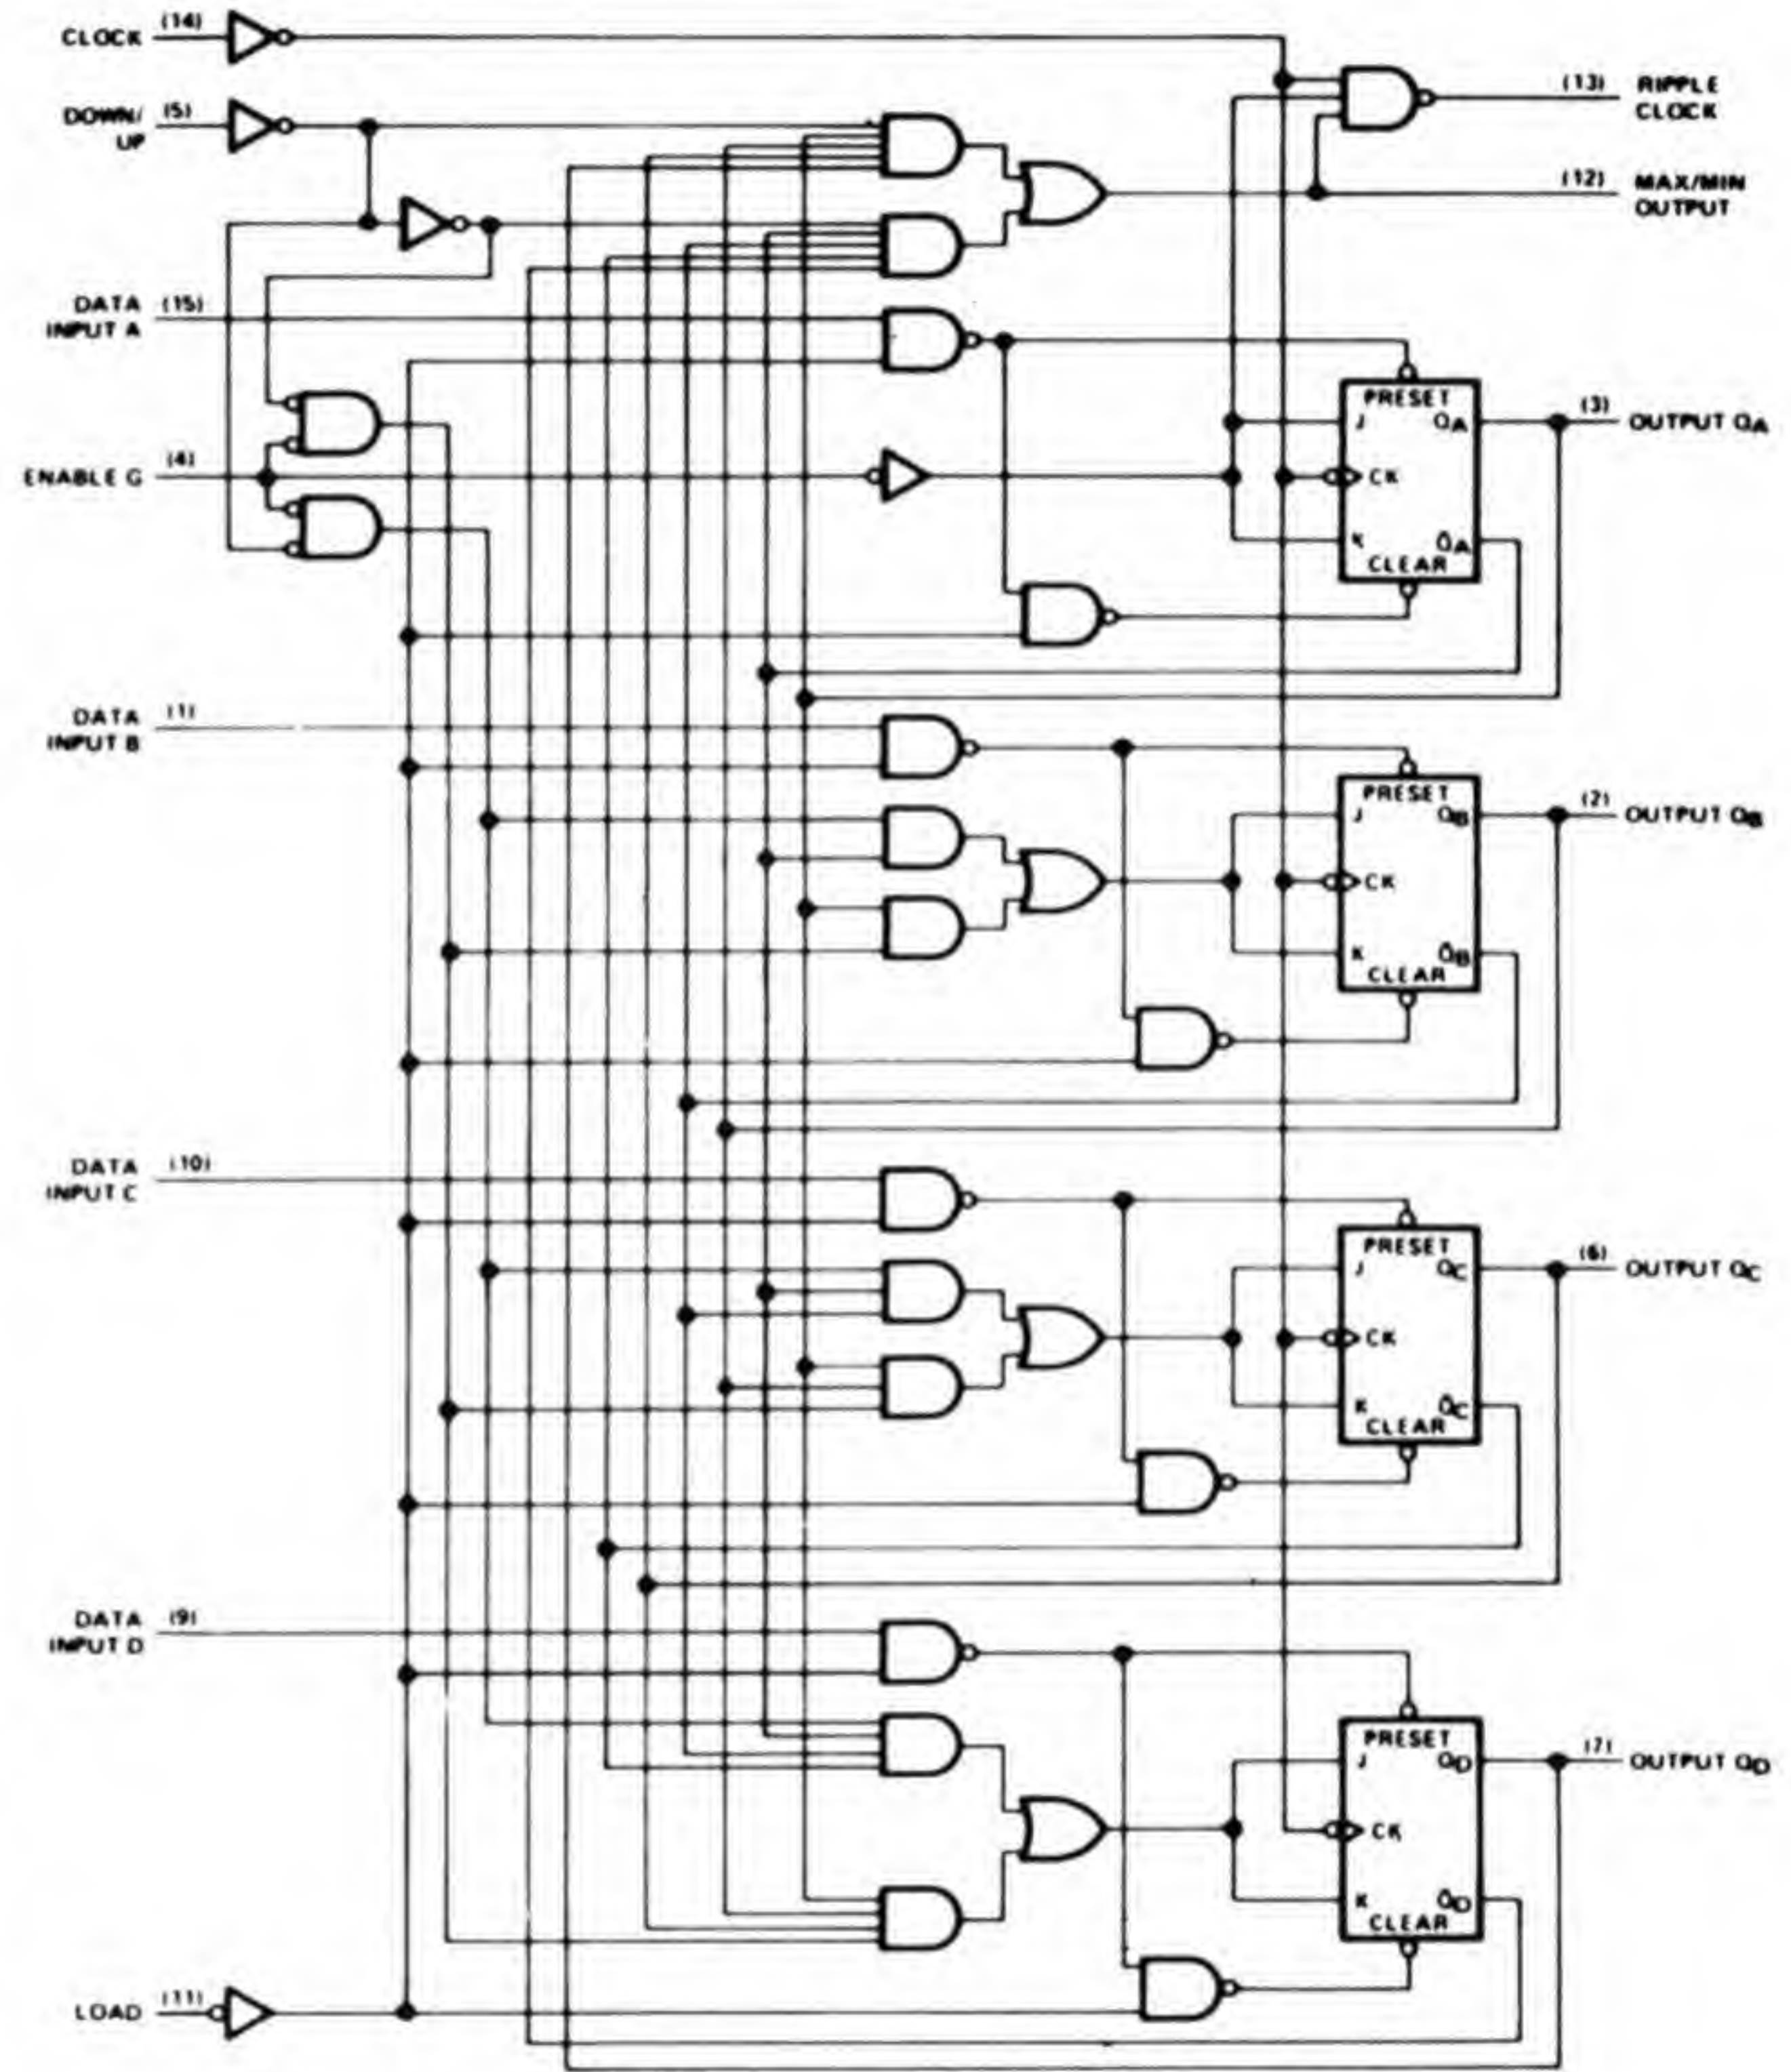 CLOCK (14)
DOWN/ (5)
UP
(13) RIPPLE
CLOCK
(12) MAX/MIN
OUTPUT
DATA (15)
INPUT A
ENABLE G (4)
PRESET
J QA
(3) OUTPUT QA
CK
K Q̄A
CLEAR
DATA (1)
INPUT B
PRESET
J QB
(2) OUTPUT QB
CK
K Q̄B
CLEAR
DATA (10)
INPUT C
PRESET
J QC
(6) OUTPUT QC
CK
K Q̄C
CLEAR
DATA (9)
INPUT D
PRESET
J QD
(7) OUTPUT QD
CK
K Q̄D
CLEAR
LOAD (11)